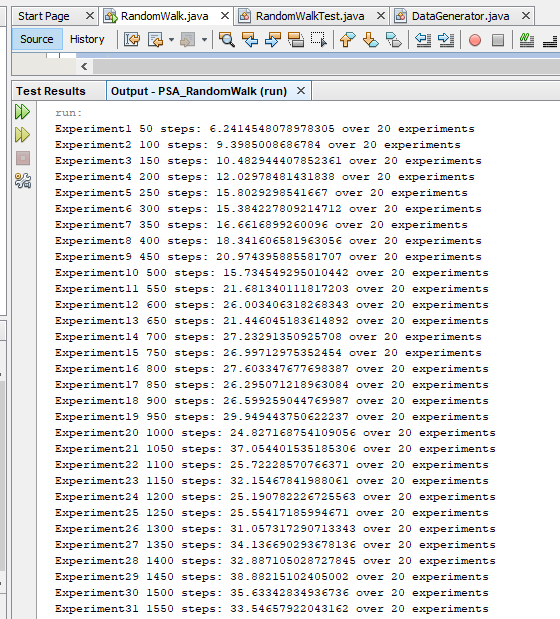 Start Page RandomWalk.java RandomWalkTest.java DataGenerator.java
Source History
Test Results Output - PSA_RandomWalk (run)
run:
Experiment1 50 steps: 6.2414548078978305 over 20 experiments
Experiment2 100 steps: 9.3985008686784 over 20 experiments
Experiment3 150 steps: 10.482944407852361 over 20 experiments
Experiment4 200 steps: 12.02978481431838 over 20 experiments
Experiment5 250 steps: 15.8029298541667 over 20 experiments
Experiment6 300 steps: 15.384227809214712 over 20 experiments
Experiment7 350 steps: 16.6616899260096 over 20 experiments
Experiment8 400 steps: 18.341606581963056 over 20 experiments
Experiment9 450 steps: 20.974395885581707 over 20 experiments
Experiment10 500 steps: 15.734549295010442 over 20 experiments
Experiment11 550 steps: 21.681340111817203 over 20 experiments
Experiment12 600 steps: 26.003406318268343 over 20 experiments
Experiment13 650 steps: 21.446045183614892 over 20 experiments
Experiment14 700 steps: 27.23291350925708 over 20 experiments
Experiment15 750 steps: 26.99712975352454 over 20 experiments
Experiment16 800 steps: 27.603347677698387 over 20 experiments
Experiment17 850 steps: 26.295071218963084 over 20 experiments
Experiment18 900 steps: 26.599259044769987 over 20 experiments
Experiment19 950 steps: 29.949443750622237 over 20 experiments
Experiment20 1000 steps: 24.827168754109056 over 20 experiments
Experiment21 1050 steps: 37.054401535185306 over 20 experiments
Experiment22 1100 steps: 25.72228570766371 over 20 experiments
Experiment23 1150 steps: 32.15467841988061 over 20 experiments
Experiment24 1200 steps: 25.190782226725563 over 20 experiments
Experiment25 1250 steps: 25.55417185994671 over 20 experiments
Experiment26 1300 steps: 31.057317290713343 over 20 experiments
Experiment27 1350 steps: 34.136690293678136 over 20 experiments
Experiment28 1400 steps: 32.887105028727845 over 20 experiments
Experiment29 1450 steps: 38.88215102405002 over 20 experiments
Experiment30 1500 steps: 35.63342834936736 over 20 experiments
Experiment31 1550 steps: 33.54657922043162 over 20 experiments